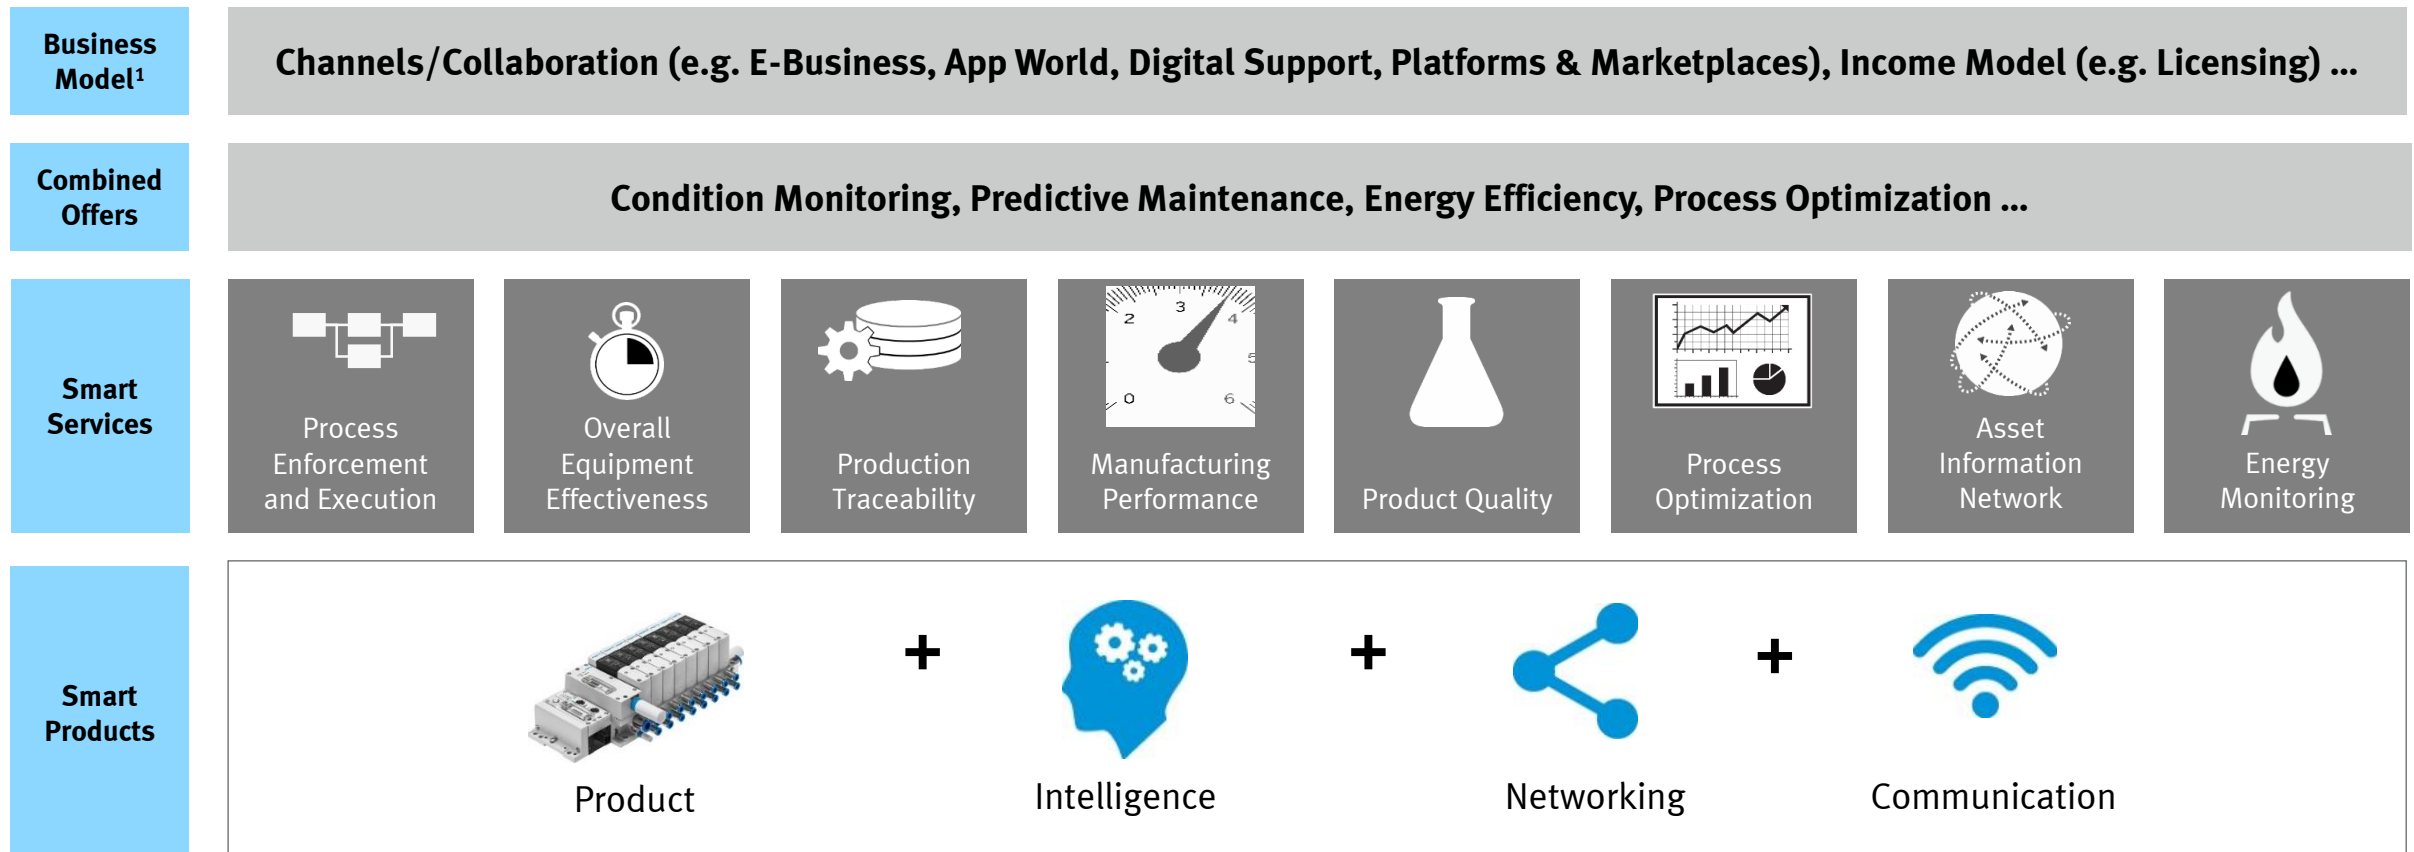 Business
Model¹
Channels/Collaboration (e.g. E-Business, App World, Digital Support, Platforms & Marketplaces), Income Model (e.g. Licensing) ...
Combined
Offers
Condition Monitoring, Predictive Maintenance, Energy Efficiency, Process Optimization ...
Smart
Services
Process
Enforcement
and Execution
Overall
Equipment
Effectiveness
Production
Traceability
0 2 3 4 5 6
Manufacturing
Performance
Product Quality
Process
Optimization
Asset
Information
Network
Energy
Monitoring
Smart
Products
Product
+
Intelligence
+
Networking
+
Communication